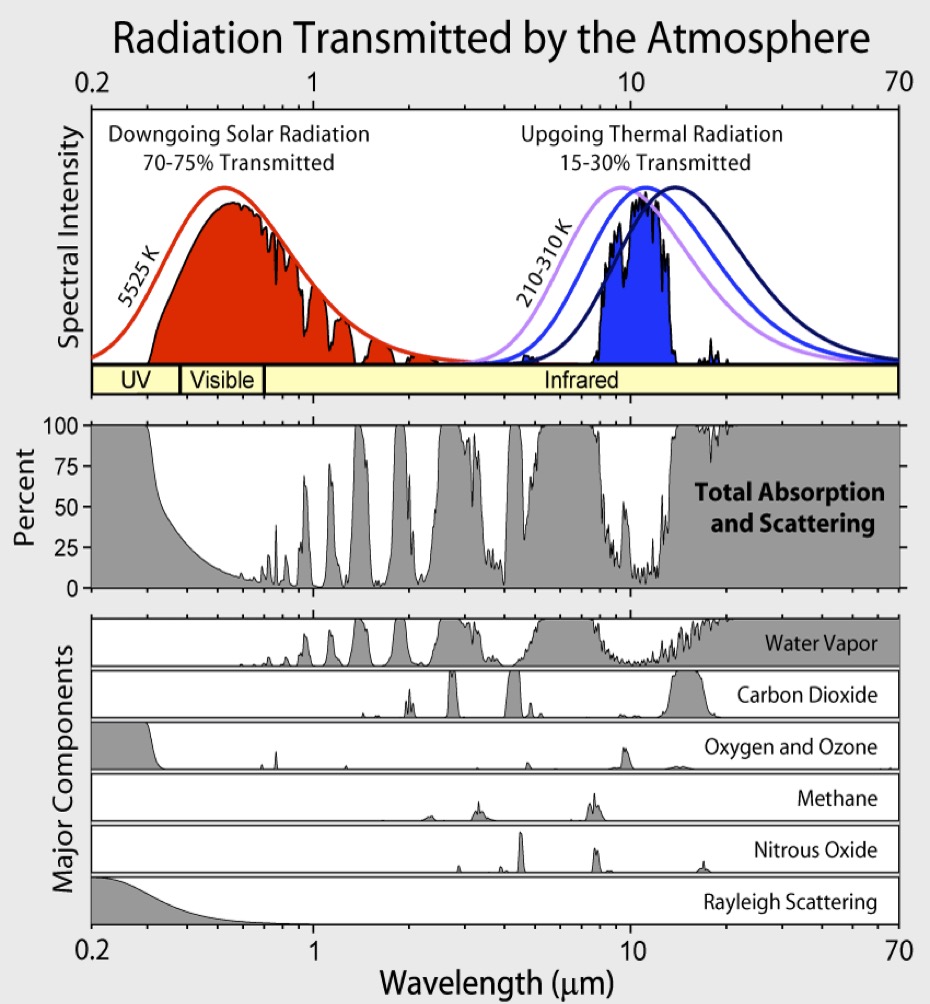 Radiation Transmitted by the Atmosphere
0.2 1 10 70
Spectral Intensity
Downgoing Solar Radiation
70-75% Transmitted
Upgoing Thermal Radiation
15-30% Transmitted
5525 K
210-310 K
UV Visible Infrared
Percent
100
75
50
25
0
Total Absorption
and Scattering
Major Components
Water Vapor
Carbon Dioxide
Oxygen and Ozone
Methane
Nitrous Oxide
Rayleigh Scattering
0.2 1 10 70
Wavelength (μm)